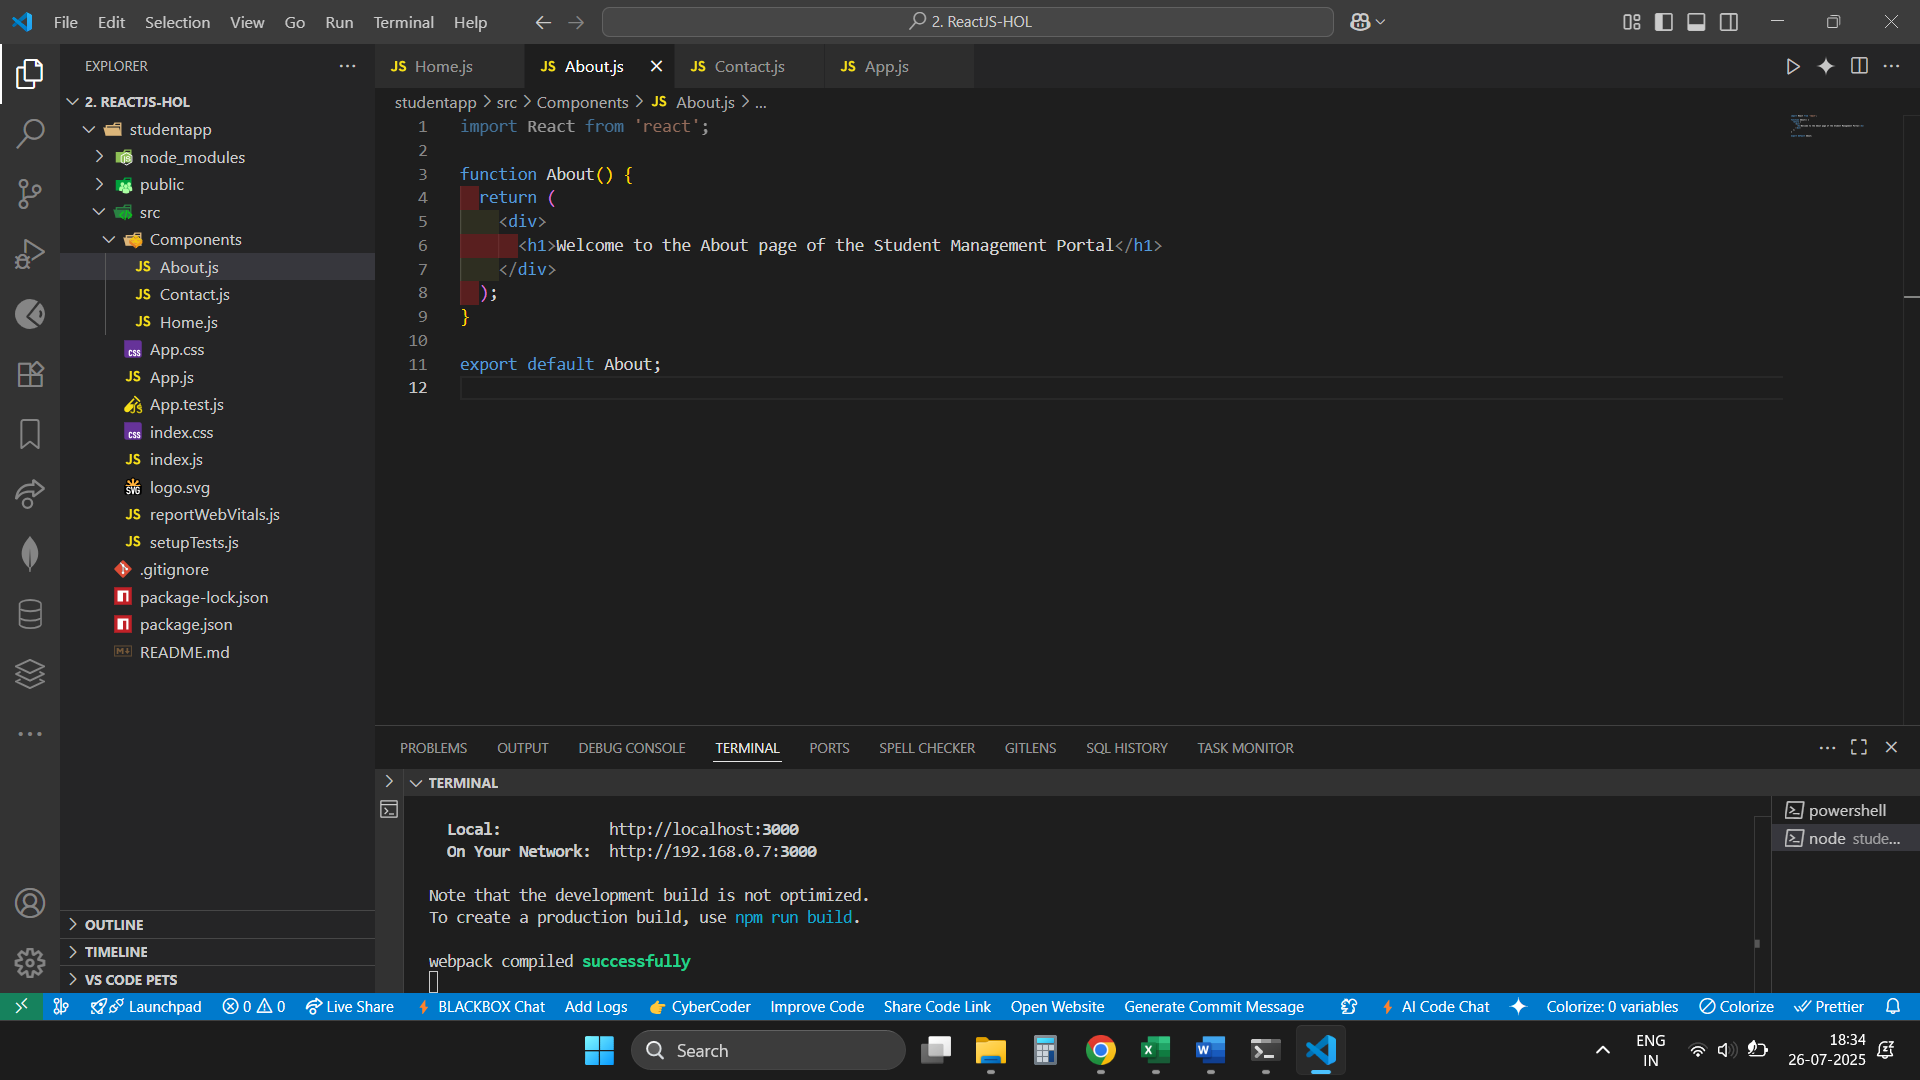 File Edit Selection View Go Run Terminal Help
2. ReactJS-HOL
EXPLORER
2. REACTJS-HOL
studentapp
node_modules
public
src
Components
JS About.js
JS Contact.js
JS Home.js
css App.css
JS App.js
App.test.js
css index.css
JS index.js
SVG logo.svg
JS reportWebVitals.js
JS setupTests.js
.gitignore
package-lock.json
package.json
README.md
OUTLINE
TIMELINE
VS CODE PETS
JS Home.js JS About.js JS Contact.js JS App.js
studentapp > src > Components > JS About.js > ...
1 import React from 'react';
2
3 function About() {
4 return (
5 <div>
6 <h1>Welcome to the About page of the Student Management Portal</h1>
7 </div>
8 );
9 }
10
11 export default About;
12
PROBLEMS OUTPUT DEBUG CONSOLE TERMINAL PORTS SPELL CHECKER GITLENS SQL HISTORY TASK MONITOR
TERMINAL
Local: http://localhost:3000
On Your Network: http://192.168.0.7:3000
Note that the development build is not optimized.
To create a production build, use npm run build.
webpack compiled successfully
powershell
node stude...
Launchpad 0 0 Live Share BLACKBOX Chat Add Logs CyberCoder Improve Code Share Code Link Open Website Generate Commit Message AI Code Chat Colorize: 0 variables Colorize Prettier
Search
ENG
IN
18:34
26-07-2025